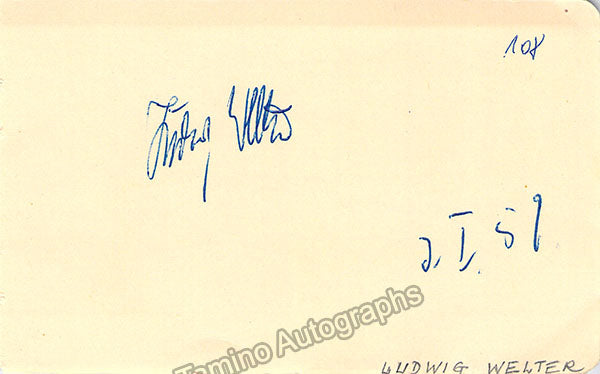 108
Ludwig Welter
2. I. 59
Tamino Autographs
LUDWIG WELTER